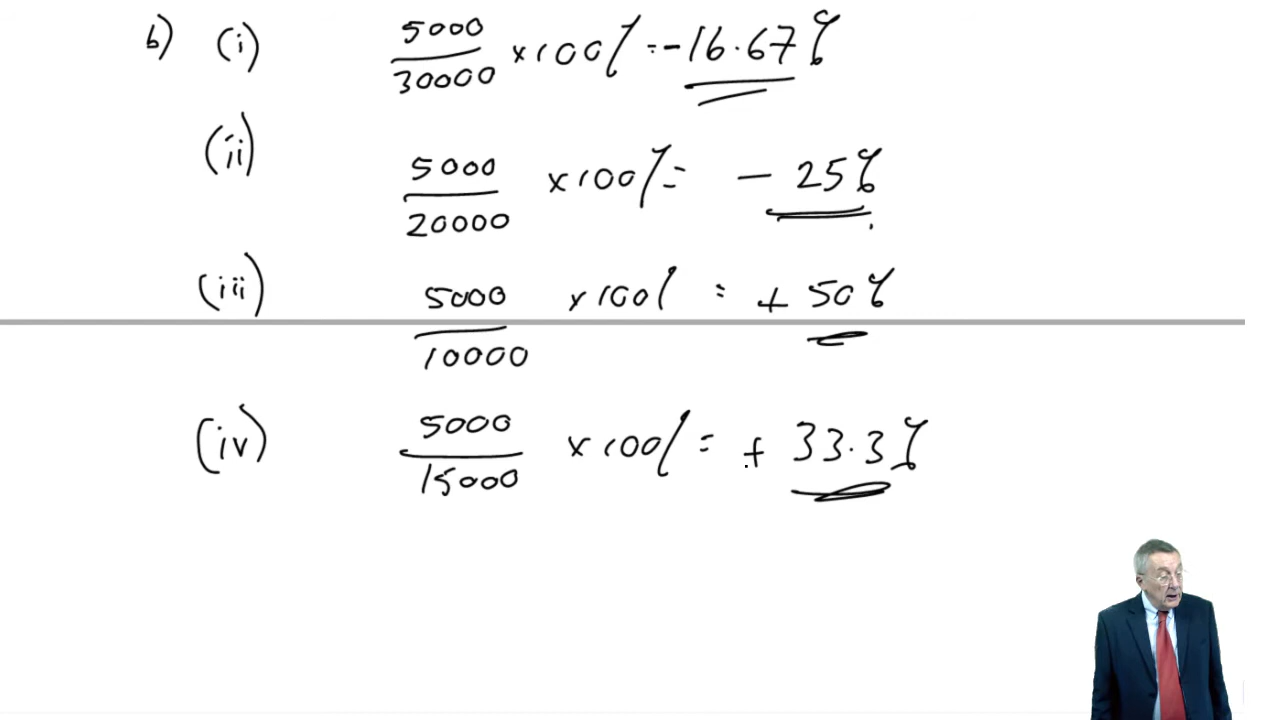 b) (i) 5000/30000 ×100% = -16.67%
(ii) 5000/20000 ×100% = - 25%
(iii) 5000/10000 ×100% = + 50%
(iv) 5000/15000 ×100% = + 33.3%